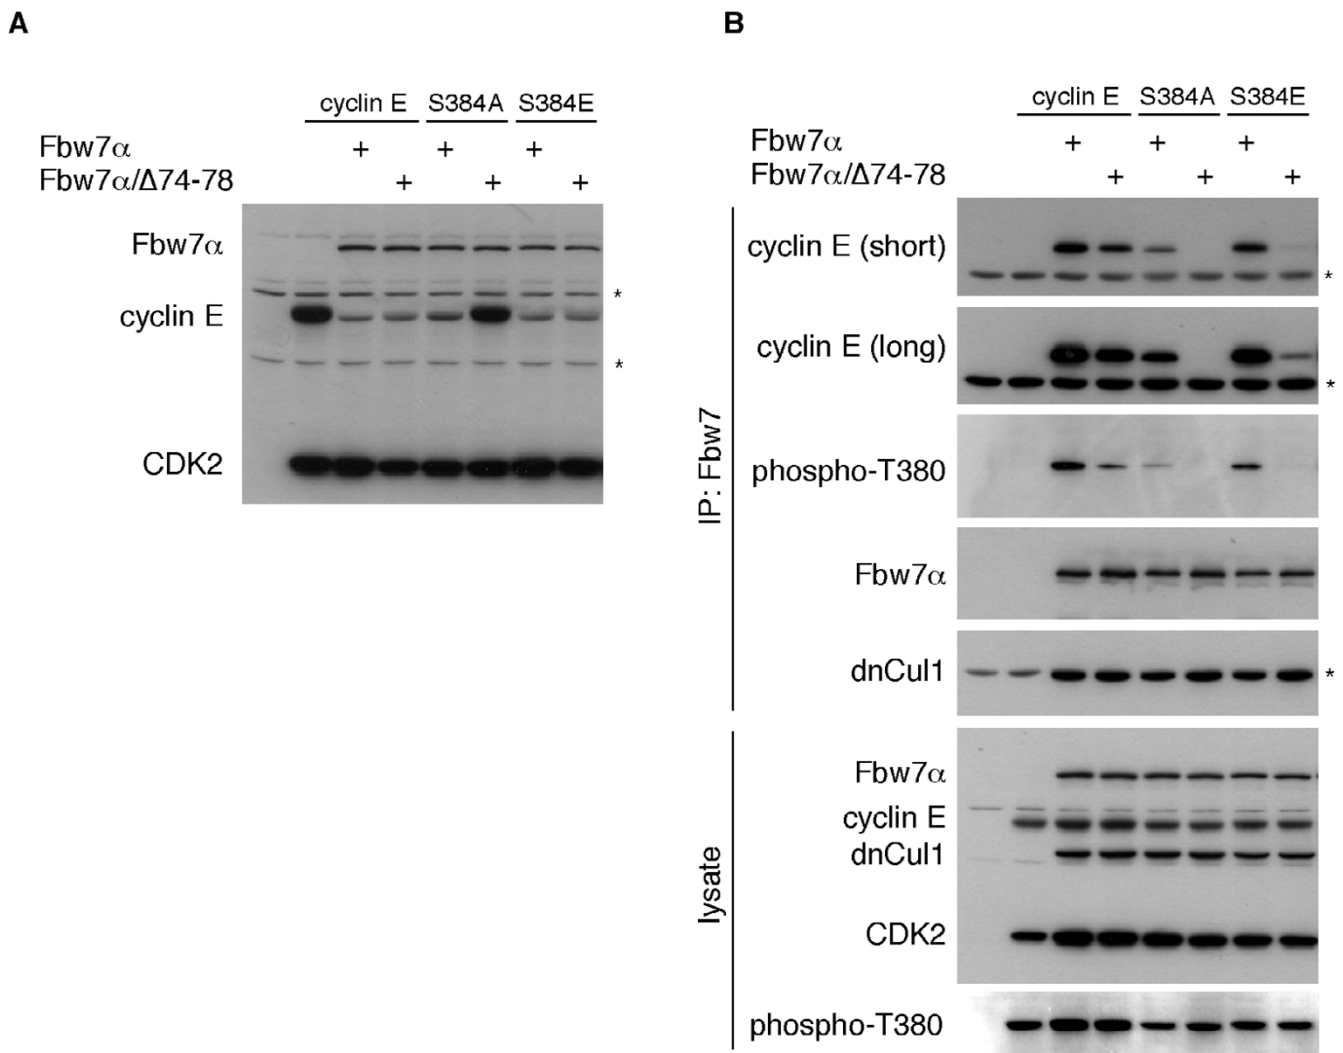 A
cyclin E S384A S384E
Fbw7α + + +
Fbw7α/Δ74-78 + + +
Fbw7α
*
cyclin E
*
CDK2
B
cyclin E S384A S384E
Fbw7α + + +
Fbw7α/Δ74-78 + + +
IP: Fbw7
cyclin E (short)
*
cyclin E (long)
*
phospho-T380
Fbw7α
dnCul1 *
lysate
Fbw7α
cyclin E
dnCul1
CDK2
phospho-T380